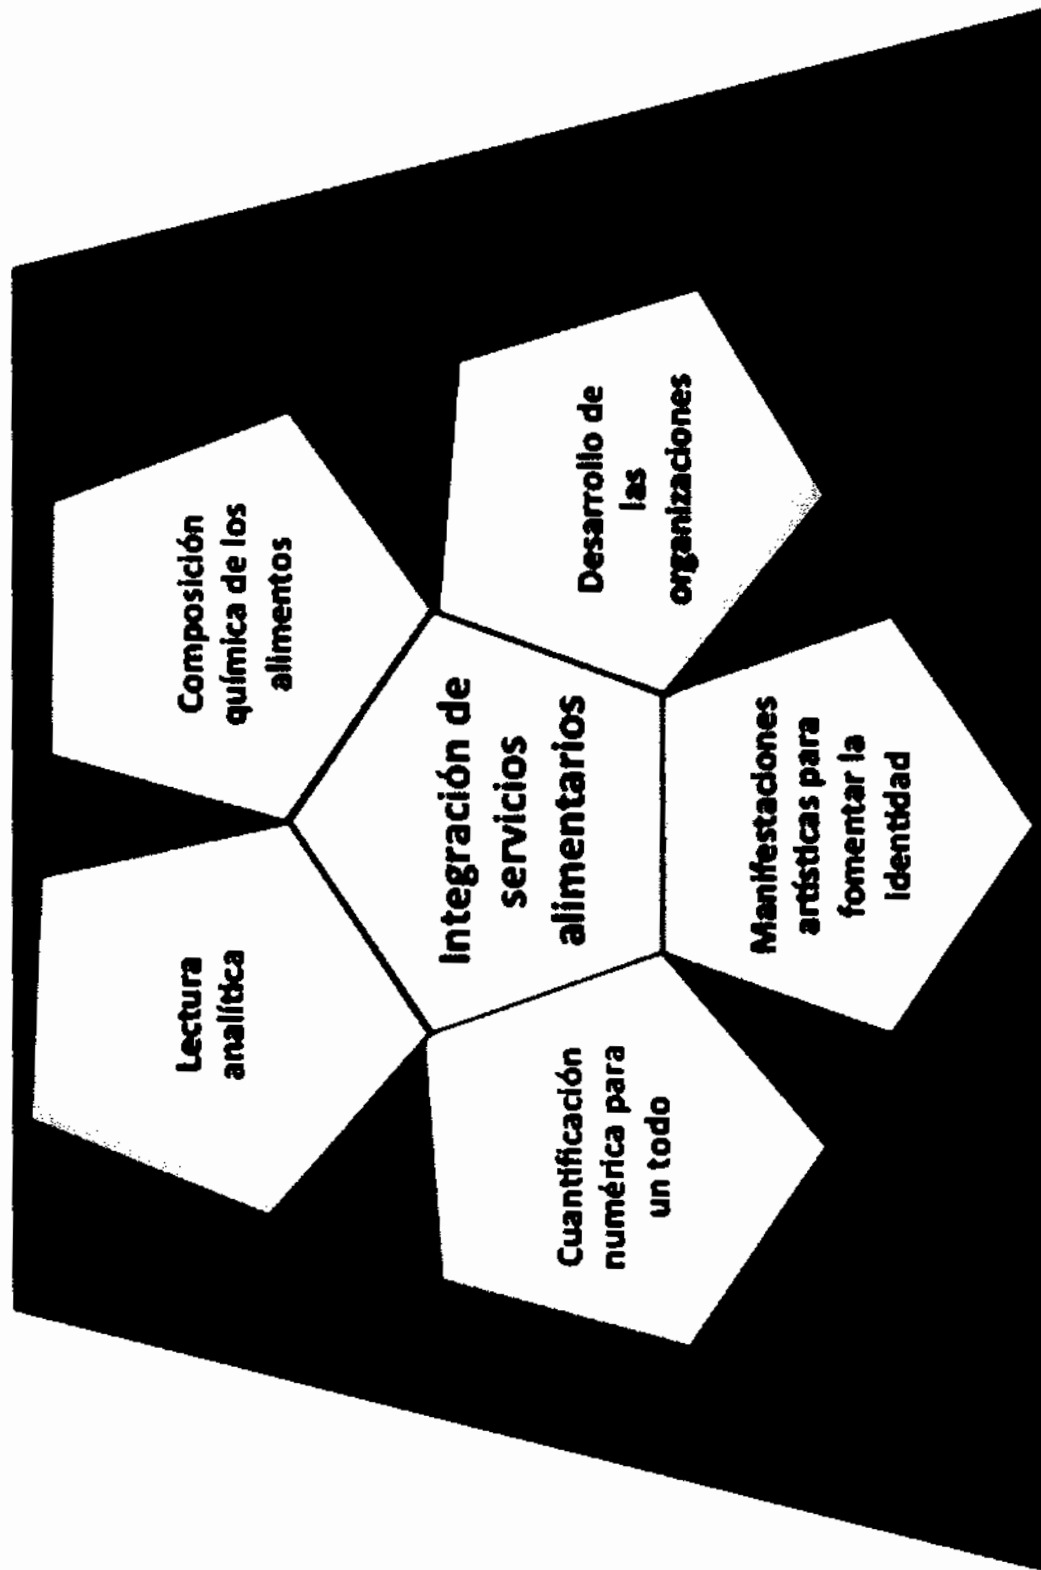 Lectura
analítica
Composición
química de los
alimentos
Integración de
servicios
alimentarios
Cuantificación
numérica para
un todo
Desarrollo de
las
organizaciones
Manifestaciones
artísticas para
fomentar la
identidad